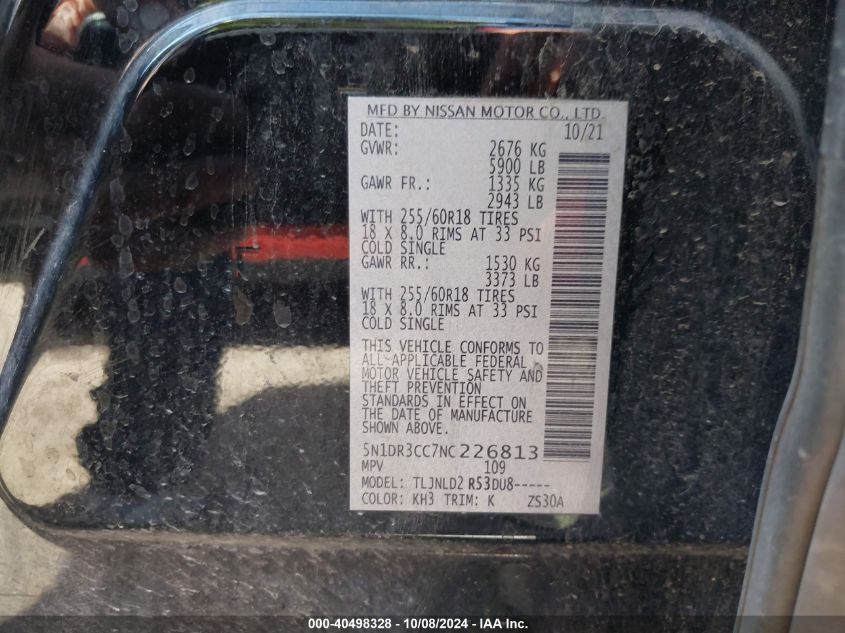 MFD BY NISSAN MOTOR CO., LTD.
DATE: 10/21
GVWR: 2676 KG
5900 LB
GAWR FR.: 1335 KG
2943 LB
WITH 255/60R18 TIRES
18 X 8.0 RIMS AT 33 PSI
COLD SINGLE
GAWR RR.: 1530 KG
3373 LB
WITH 255/60R18 TIRES
18 X 8.0 RIMS AT 33 PSI
COLD SINGLE
THIS VEHICLE CONFORMS TO
ALL APPLICABLE FEDERAL
MOTOR VEHICLE SAFETY AND
THEFT PREVENTION
STANDARDS IN EFFECT ON
THE DATE OF MANUFACTURE
SHOWN ABOVE.
5N1DR3CC7NC226813
MPV 109
MODEL: TLJNLD2 R53DU8-----
COLOR: KH3 TRIM: K ZS30A
000-40498328 - 10/08/2024 - IAA Inc.